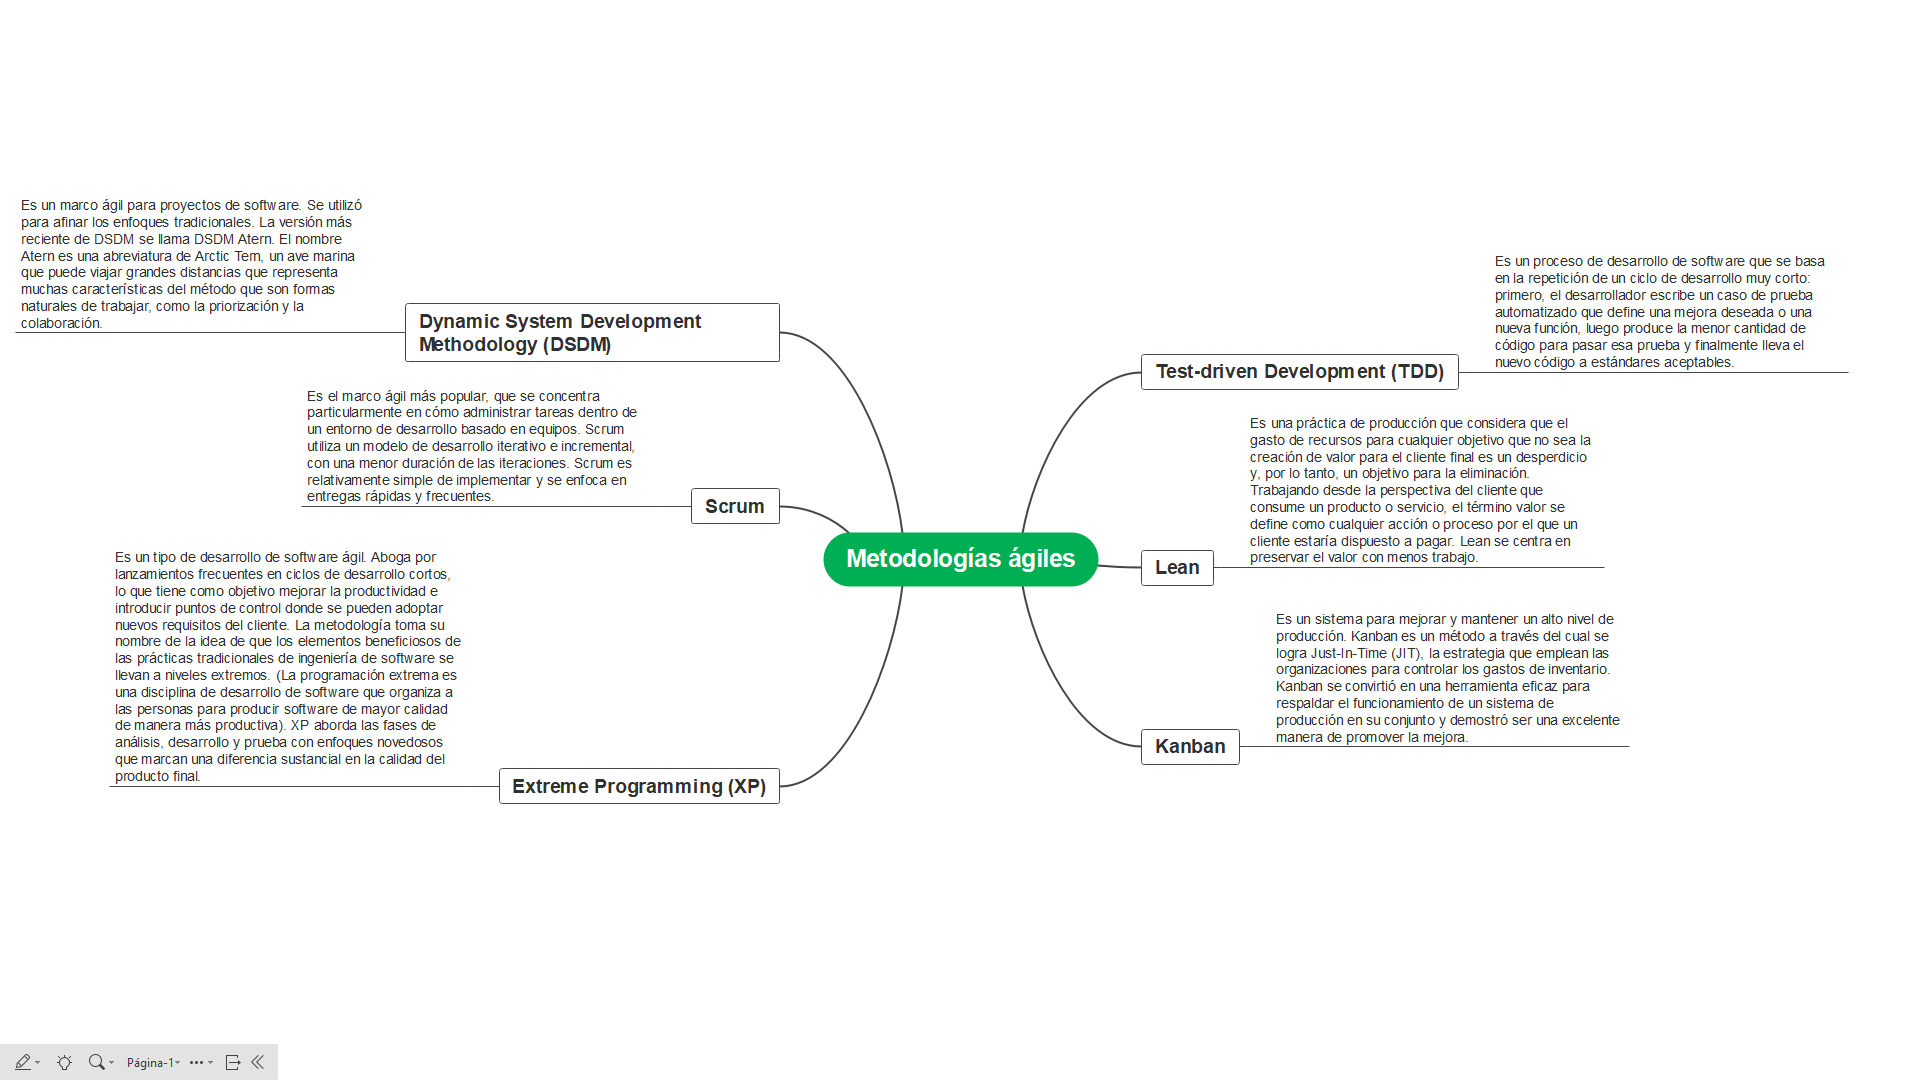 Es un marco ágil para proyectos de software. Se utilizó
para afinar los enfoques tradicionales. La versión más
reciente de DSDM se llama DSDM Atern. El nombre
Atern es una abreviatura de Arctic Tern, un ave marina
que puede viajar grandes distancias que representa
muchas características del método que son formas
naturales de trabajar, como la priorización y la
colaboración.
Dynamic System Development
Methodology (DSDM)
Es el marco ágil más popular, que se concentra
particularmente en cómo administrar tareas dentro de
un entorno de desarrollo basado en equipos. Scrum
utiliza un modelo de desarrollo iterativo e incremental,
con una menor duración de las iteraciones. Scrum es
relativamente simple de implementar y se enfoca en
entregas rápidas y frecuentes.
Scrum
Es un tipo de desarrollo de software ágil. Aboga por
lanzamientos frecuentes en ciclos de desarrollo cortos,
lo que tiene como objetivo mejorar la productividad e
introducir puntos de control donde se pueden adoptar
nuevos requisitos del cliente. La metodología toma su
nombre de la idea de que los elementos beneficiosos de
las prácticas tradicionales de ingeniería de software se
llevan a niveles extremos. (La programación extrema es
una disciplina de desarrollo de software que organiza a
las personas para producir software de mayor calidad
de manera más productiva). XP aborda las fases de
análisis, desarrollo y prueba con enfoques novedosos
que marcan una diferencia sustancial en la calidad del
producto final.
Extreme Programming (XP)
Metodologías ágiles
Es un proceso de desarrollo de software que se basa
en la repetición de un ciclo de desarrollo muy corto:
primero, el desarrollador escribe un caso de prueba
automatizado que define una mejora deseada o una
nueva función, luego produce la menor cantidad de
código para pasar esa prueba y finalmente lleva el
nuevo código a estándares aceptables.
Test-driven Development (TDD)
Es una práctica de producción que considera que el
gasto de recursos para cualquier objetivo que no sea la
creación de valor para el cliente final es un desperdicio
y, por lo tanto, un objetivo para la eliminación.
Trabajando desde la perspectiva del cliente que
consume un producto o servicio, el término valor se
define como cualquier acción o proceso por el que un
cliente estaría dispuesto a pagar. Lean se centra en
preservar el valor con menos trabajo.
Lean
Es un sistema para mejorar y mantener un alto nivel de
producción. Kanban es un método a través del cual se
logra Just-In-Time (JIT), la estrategia que emplean las
organizaciones para controlar los gastos de inventario.
Kanban se convirtió en una herramienta eficaz para
respaldar el funcionamiento de un sistema de
producción en su conjunto y demostró ser una excelente
manera de promover la mejora.
Kanban
Página-1